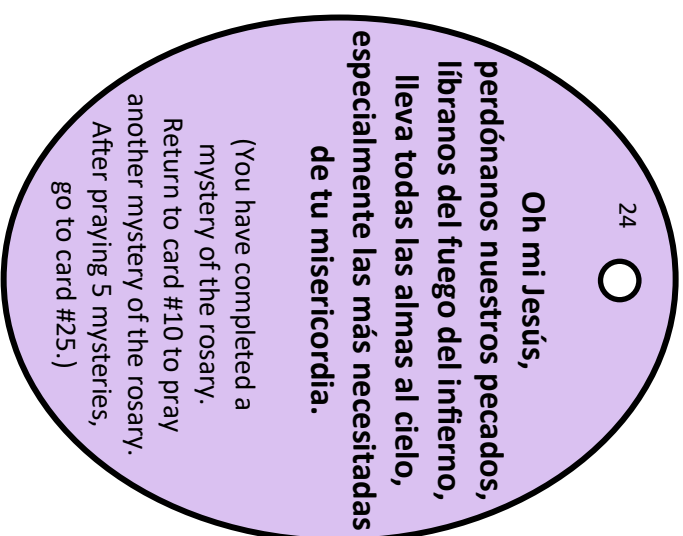 24
Oh mi Jesús,
perdónanos nuestros pecados,
líbranos del fuego del infierno,
lleva todas las almas al cielo,
especialmente las más necesitadas
de tu misericordia.
(You have completed a
mystery of the rosary.
Return to card #10 to pray
another mystery of the rosary.
After praying 5 mysteries,
go to card #25.)